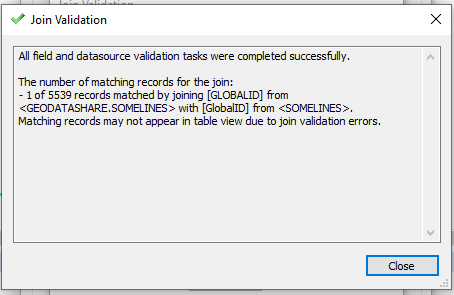 Join Validation
All field and datasource validation tasks were completed successfully.
The number of matching records for the join:
- 1 of 5539 records matched by joining [GLOBALID] from
<GEODATASHARE.SOMELINES> with [GlobalID] from <SOMELINES>.
Matching records may not appear in table view due to join validation errors.
Close